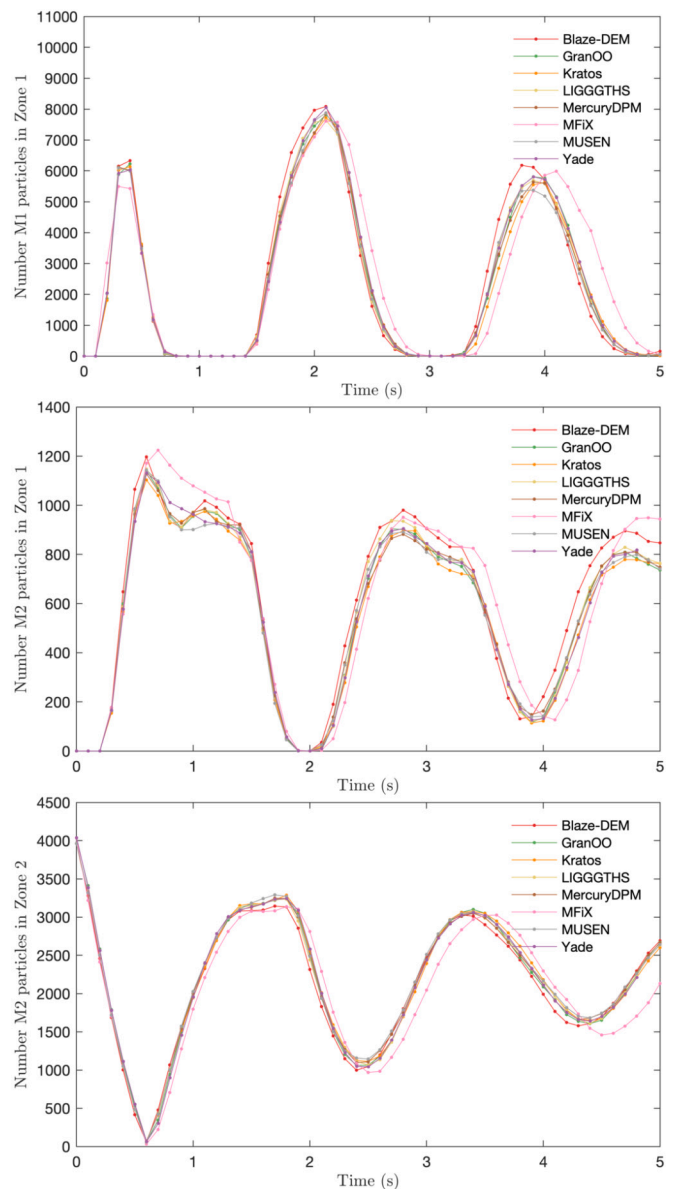 11000
10000
9000
8000
7000
6000
5000
4000
3000
2000
1000
0
Number M1 particles in Zone 1
Blaze-DEM
GranOO
Kratos
LIGGGTHS
MercuryDPM
MFiX
MUSEN
Yade
0 1 2 3 4 5
Time (s)
1400
1200
1000
800
600
400
200
0
Number M2 particles in Zone 1
Blaze-DEM
GranOO
Kratos
LIGGGTHS
MercuryDPM
MFiX
MUSEN
Yade
0 1 2 3 4 5
Time (s)
4500
4000
3500
3000
2500
2000
1500
1000
500
0
Number M2 particles in Zone 2
Blaze-DEM
GranOO
Kratos
LIGGGTHS
MercuryDPM
MFiX
MUSEN
Yade
0 1 2 3 4 5
Time (s)